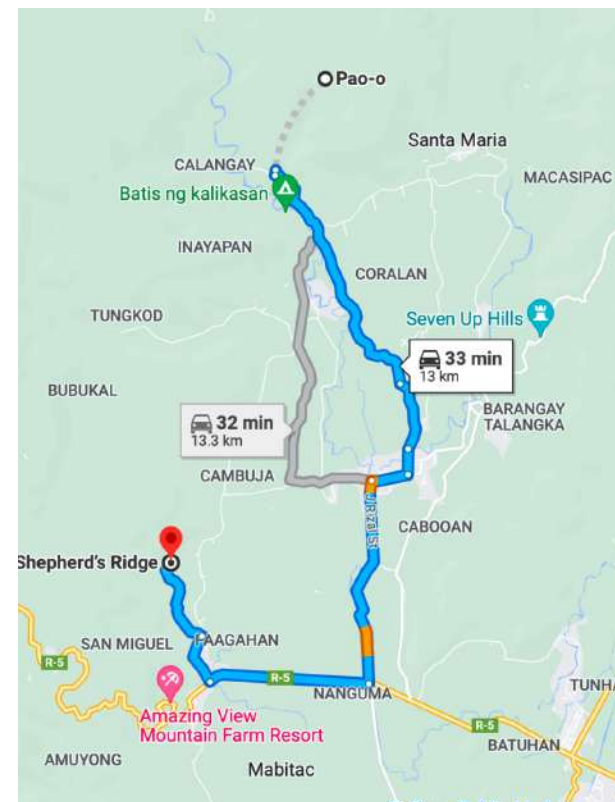 Pao-o
Santa Maria
CALANGAY
MACASIPAC
Batis ng kalikasan
INAYAPAN
CORALAN
TUNGKOD
Seven Up Hills
33 min
13 km
BUBUKAL
32 min
13.3 km
BARANGAY
TALANGKA
CAMBUJA
J Rizal St
CABOOAN
Shepherd's Ridge
SAN MIGUEL
PAAGAHAN
R-5
R-5
NANGUMA
TUNHA
Amazing View
Mountain Farm Resort
R-5
BATUHAN
AMUYONG
Mabitac